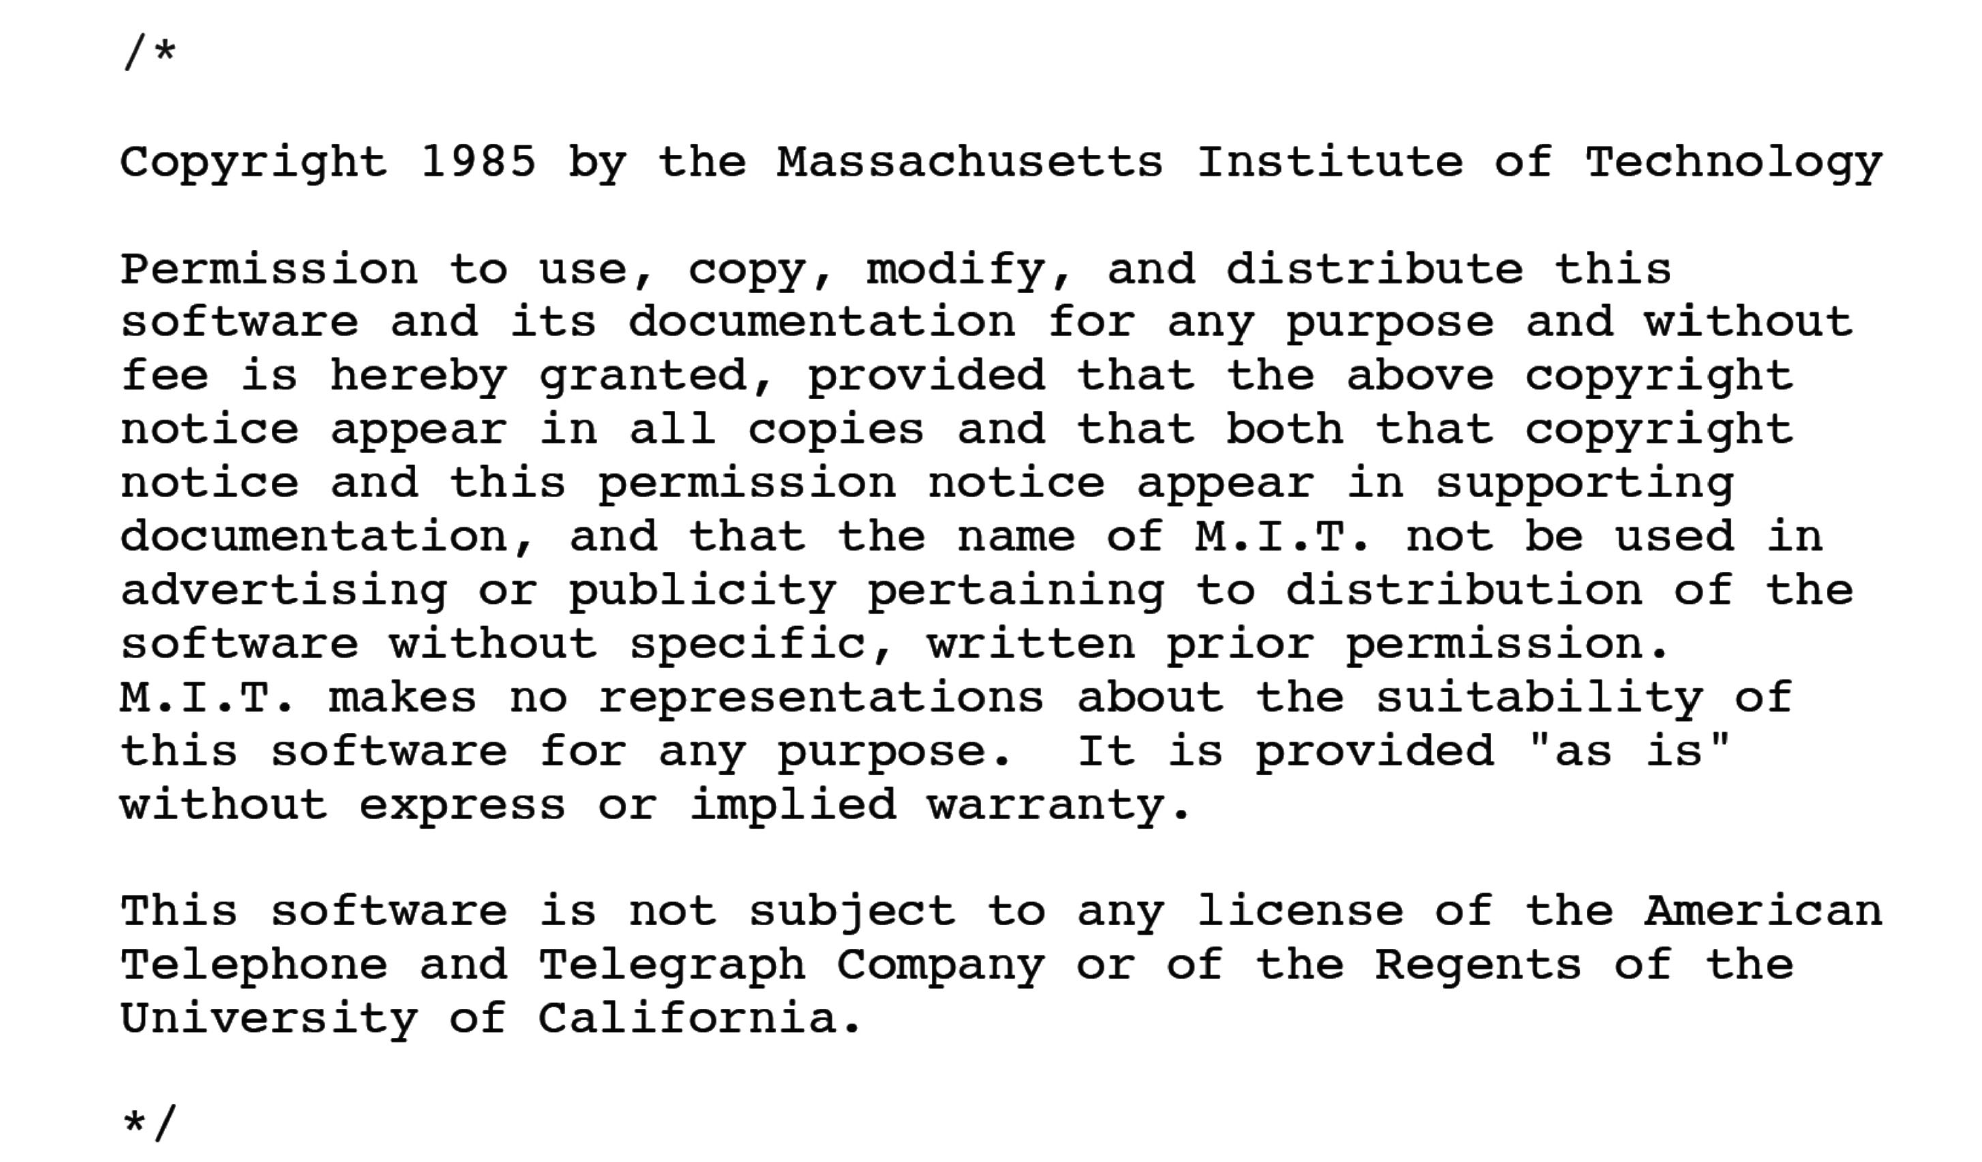 /*
Copyright 1985 by the Massachusetts Institute of Technology
Permission to use, copy, modify, and distribute this
software and its documentation for any purpose and without
fee is hereby granted, provided that the above copyright
notice appear in all copies and that both that copyright
notice and this permission notice appear in supporting
documentation, and that the name of M.I.T. not be used in
advertising or publicity pertaining to distribution of the
software without specific, written prior permission.
M.I.T. makes no representations about the suitability of
this software for any purpose.  It is provided "as is"
without express or implied warranty.
This software is not subject to any license of the American
Telephone and Telegraph Company or of the Regents of the
University of California.
*/